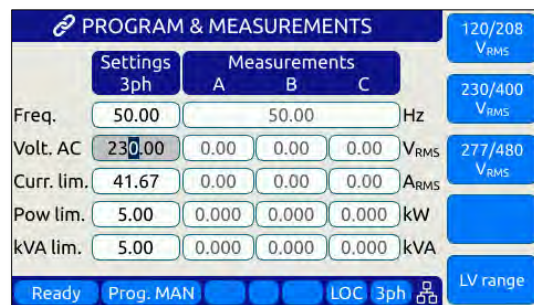 PROGRAM & MEASUREMENTS
Settings Measurements
3ph A B C
Freq. 50.00 50.00 Hz
Volt. AC 230.00 0.00 0.00 0.00 VRMS
Curr. lim. 41.67 0.00 0.00 0.00 ARMS
Pow lim. 5.00 0.000 0.000 0.000 kW
kVA lim. 5.00 0.000 0.000 0.000 kVA
Ready Prog. MAN LOC 3ph
120/208
VRMS
230/400
VRMS
277/480
VRMS
LV range